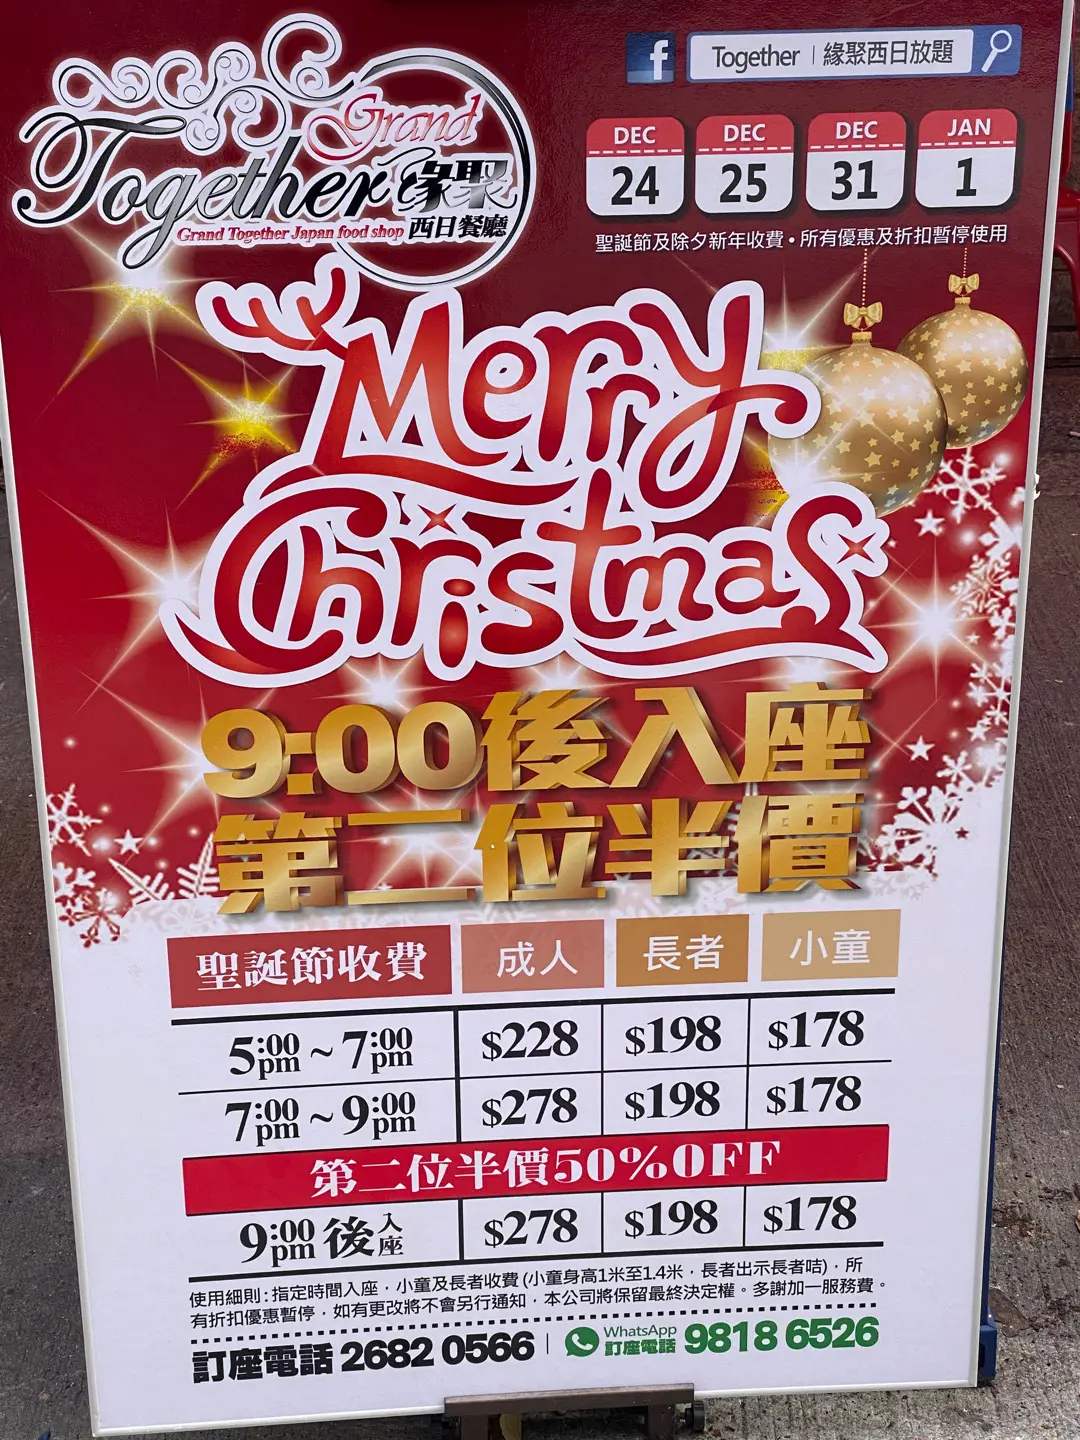 Together | 緣聚西日放題
Grand
Together 緣聚
Grand Together Japan food shop 西日餐廳
DEC DEC DEC JAN
24 25 31 1
聖誕節及除夕新年收費•所有優惠及折扣暫停使用
Merry
Christmas
9:00後入座
第二位半價
聖誕節收費 成人 長者 小童
5:00pm ~ 7:00pm $228 $198 $178
7:00pm ~ 9:00pm $278 $198 $178
第二位半價50%OFF
9:00pm 後入座 $278 $198 $178
使用細則:指定時間入座,小童及長者收費(小童身高1米至1.4米,長者出示長者咭),所
有折扣優惠暫停,如有更改將不會另行通知,本公司將保留最終決定權。多謝加一服務費。
訂座電話 2682 0566 | WhatsApp 訂座電話 9818 6526